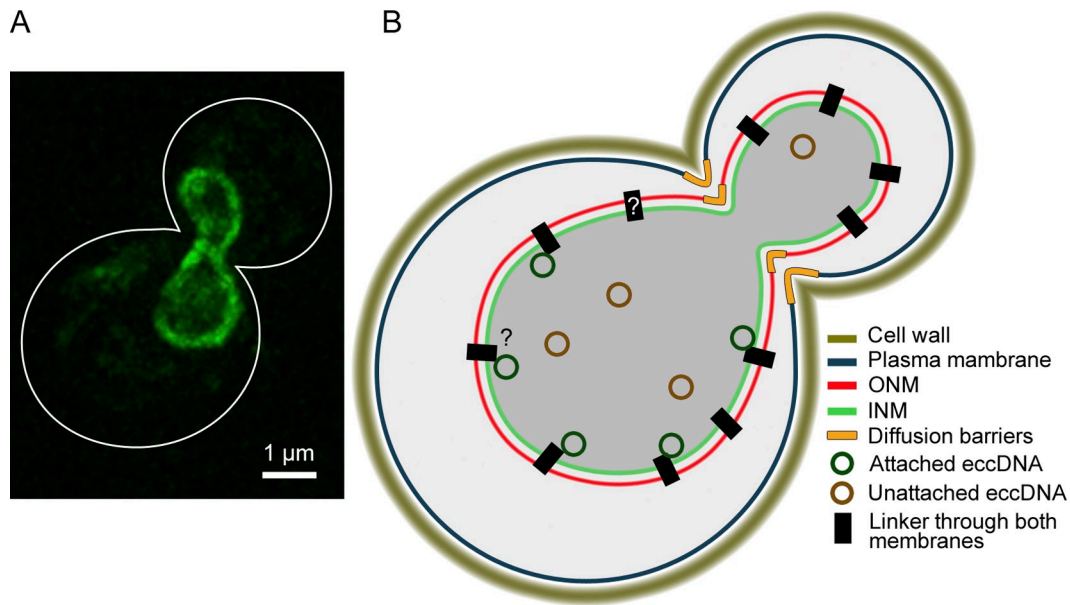 A
B
?
?
1 µm
Cell wall
Plasma mambrane
ONM
INM
Diffusion barriers
Attached eccDNA
Unattached eccDNA
Linker through both
membranes